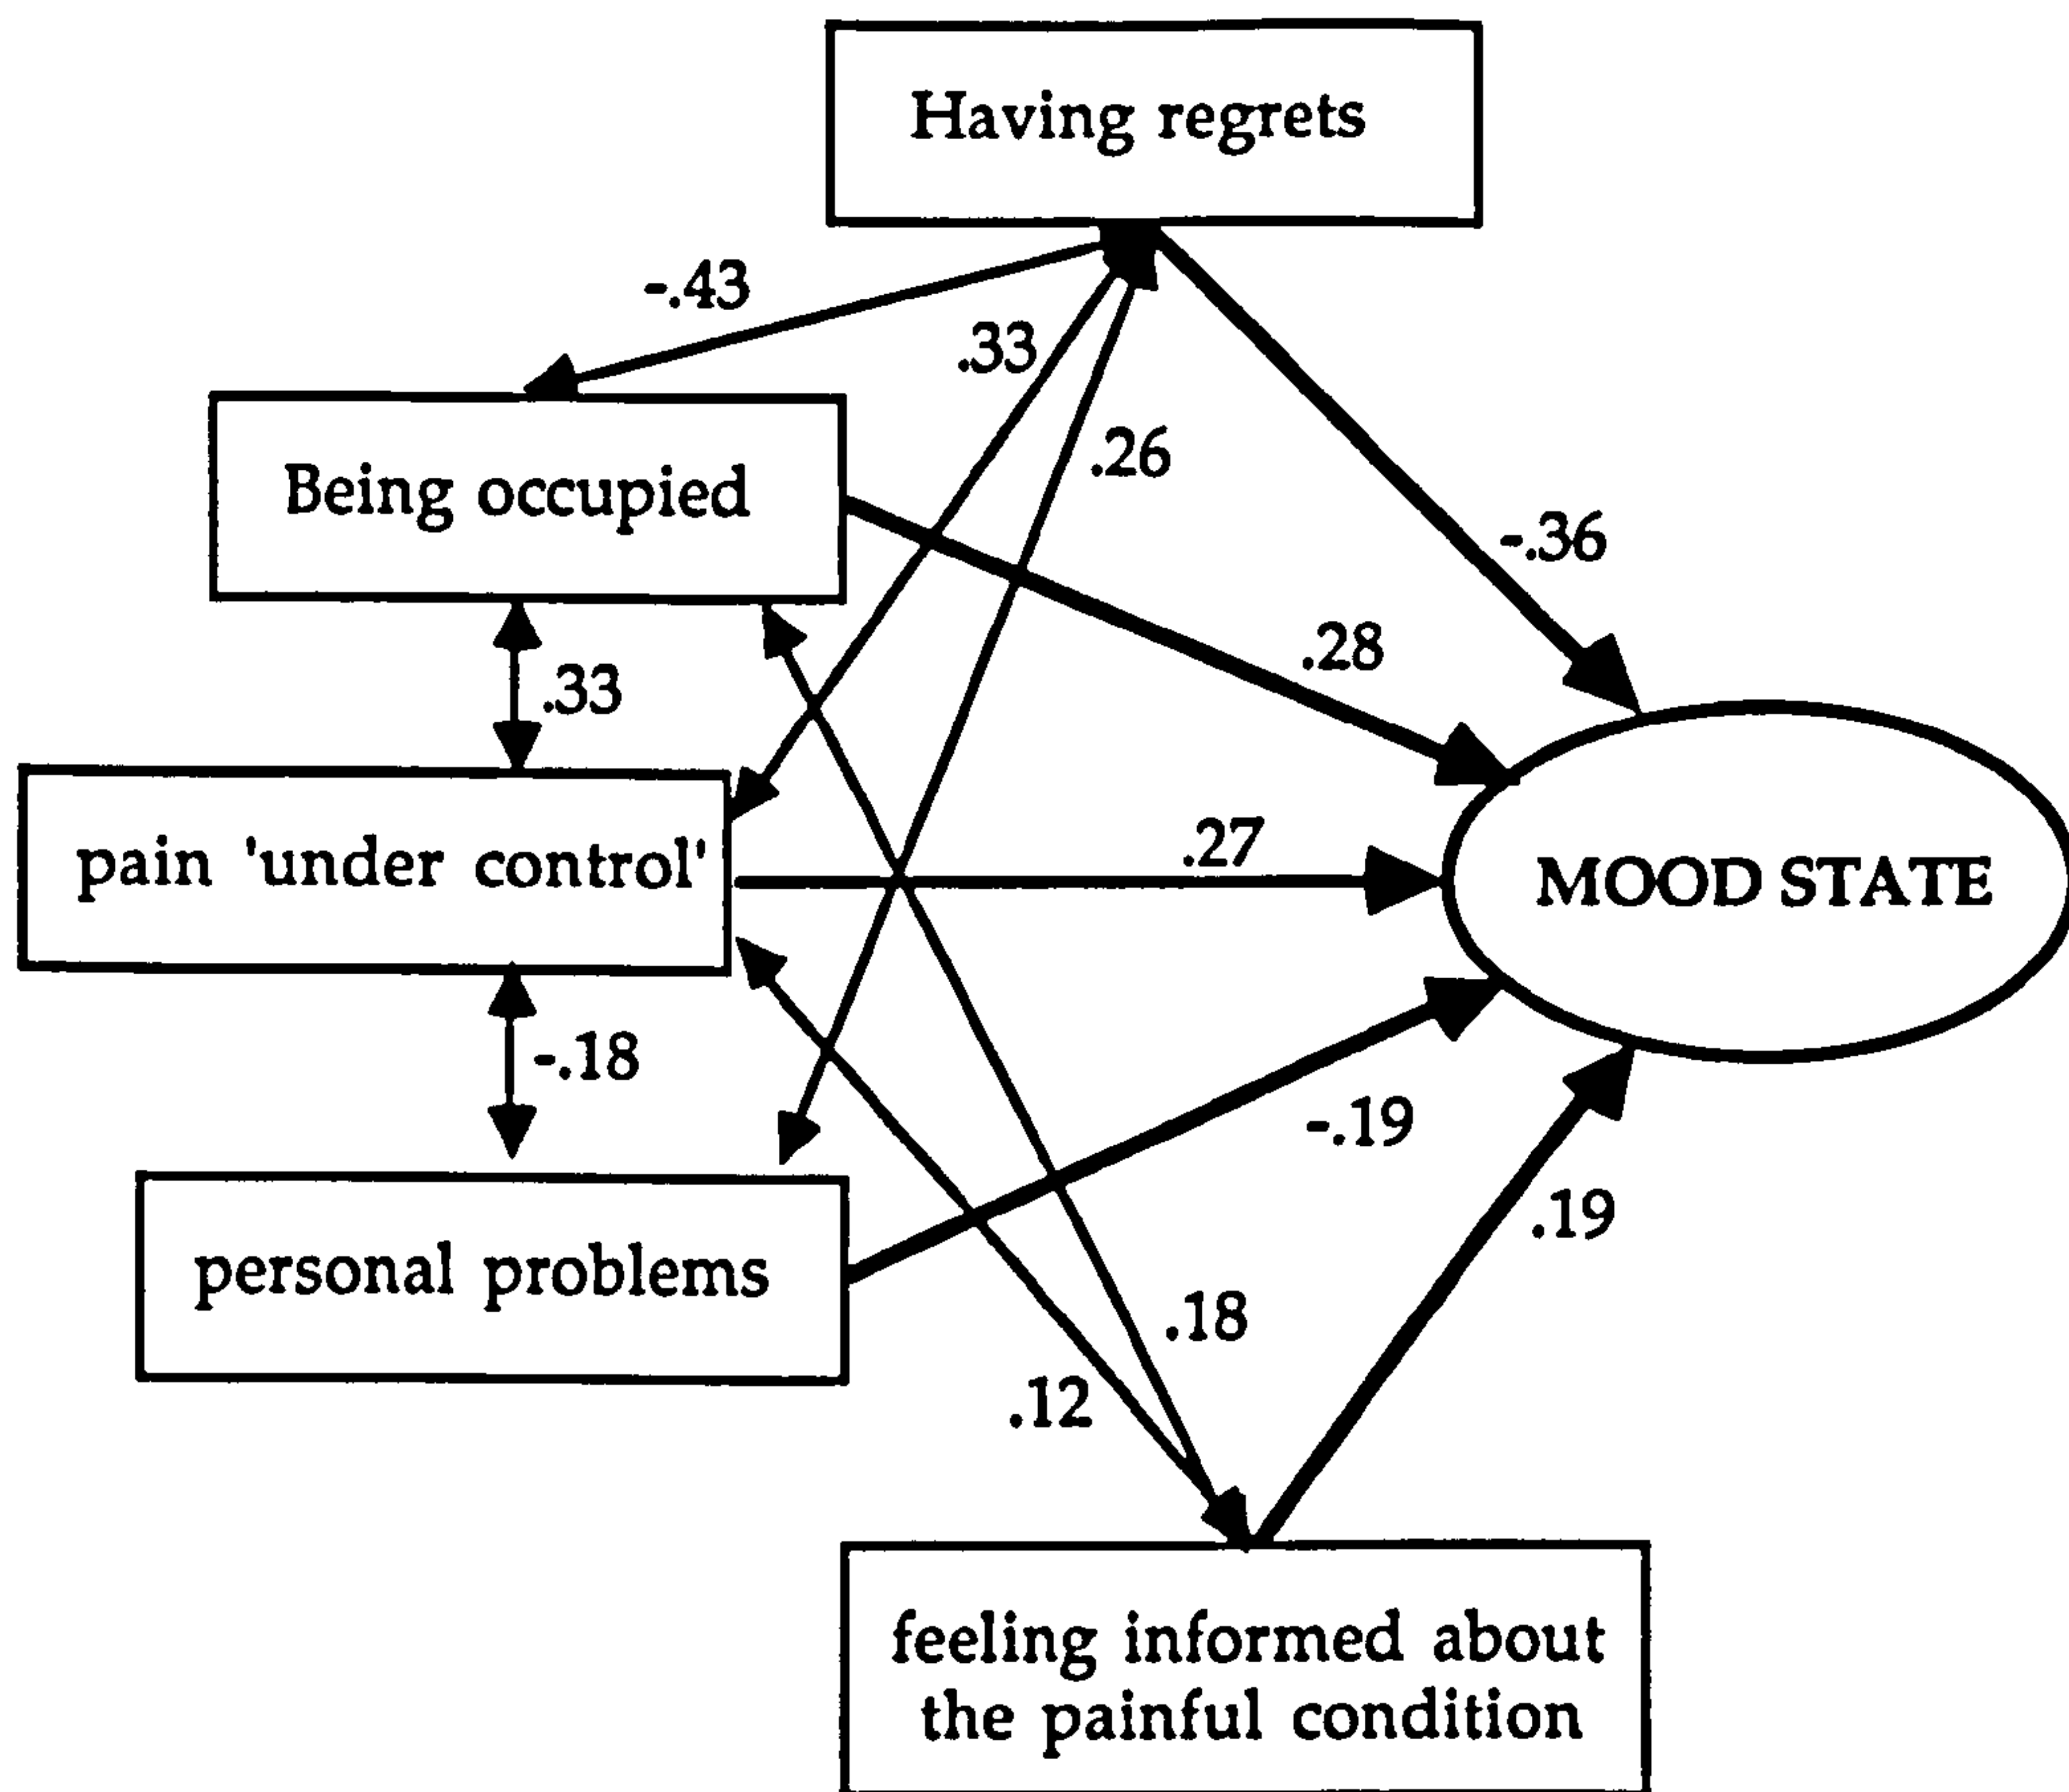 Having regrets
-.43
.33
.26
Being occupied
-.36
.28
.33
.27
pain 'under control'
MOOD STATE
-.18
-.19
.19
personal problems
.18
.12
feeling informed about
the painful condition